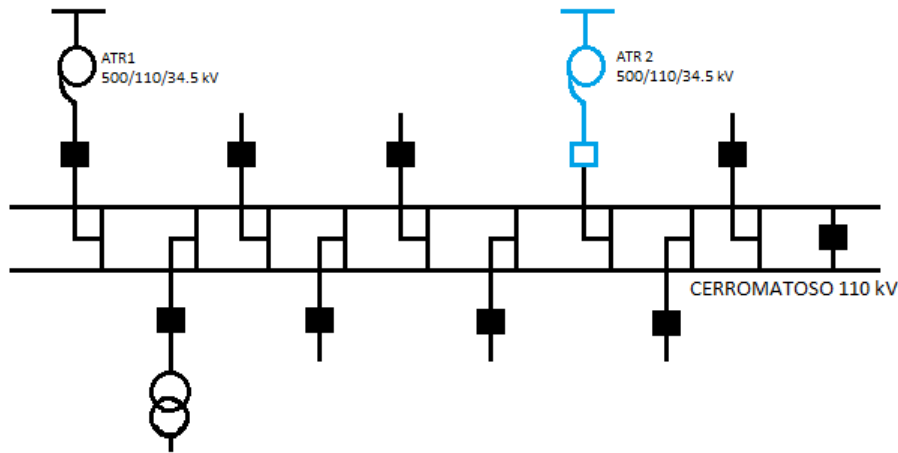 ATR1
500/110/34.5 kV
ATR 2
500/110/34.5 kV
CERROMATOSO 110 kV